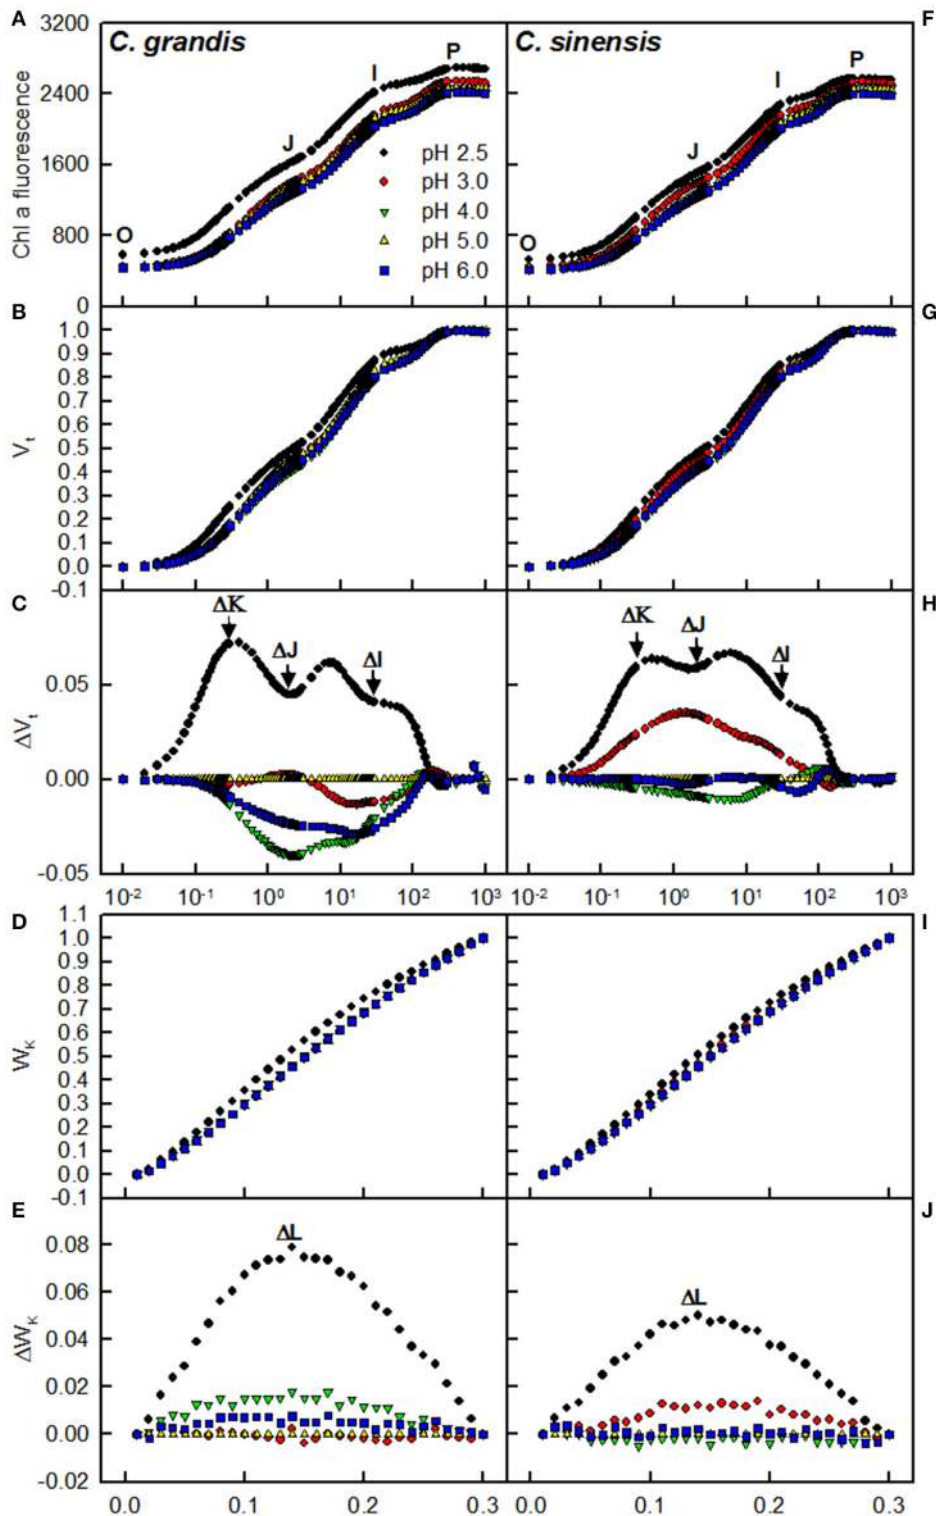 A
F
3200
2400
1600
800
0
Chl a fluorescence
C. grandis
O
J
I
P
pH 2.5
pH 3.0
pH 4.0
pH 5.0
pH 6.0
C. sinensis
O
J
I
P
B
G
1.0
0.9
0.8
0.7
0.6
0.5
0.4
0.3
0.2
0.1
0.0
-0.1
Vt
C
H
0.05
0.00
-0.05
ΔVt
ΔK
ΔJ
ΔI
ΔK
ΔJ
ΔI
10-2 10-1 100 101 102 103
10-2 10-1 100 101 102 103
D
I
1.1
1.0
0.9
0.8
0.7
0.6
0.5
0.4
0.3
0.2
0.1
0.0
-0.1
WK
E
J
0.08
0.06
0.04
0.02
0.00
-0.02
ΔWK
ΔL
ΔL
0.0 0.1 0.2 0.3
0.0 0.1 0.2 0.3